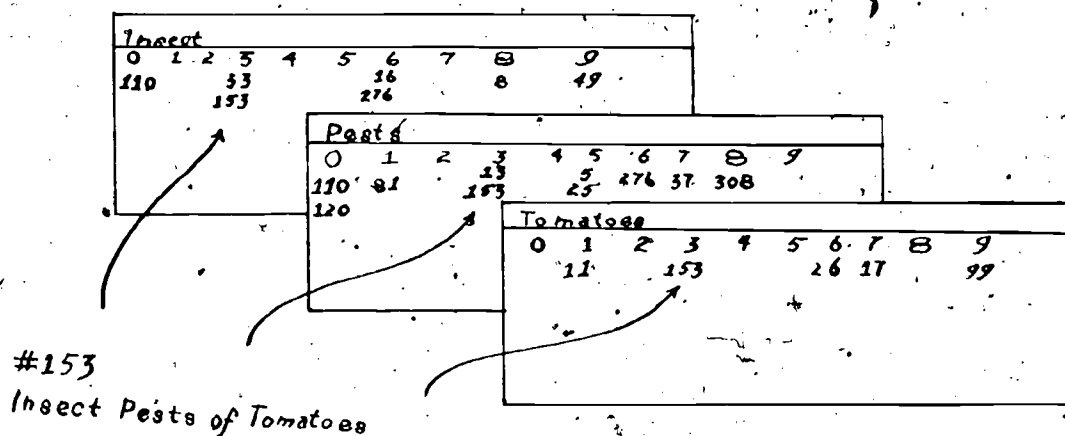 Insect
0 1 2 3 4 5 6 7 8 9
110 53 16 8 49
153 276
Pests
0 1 2 3 4 5 6 7 8 9
110 81 13 5 276 37 308
120 153 25
Tomatoes
0 1 2 3 4 5 6 7 8 9
11 153 26 17 99
#153
Insect Pests of Tomatoes